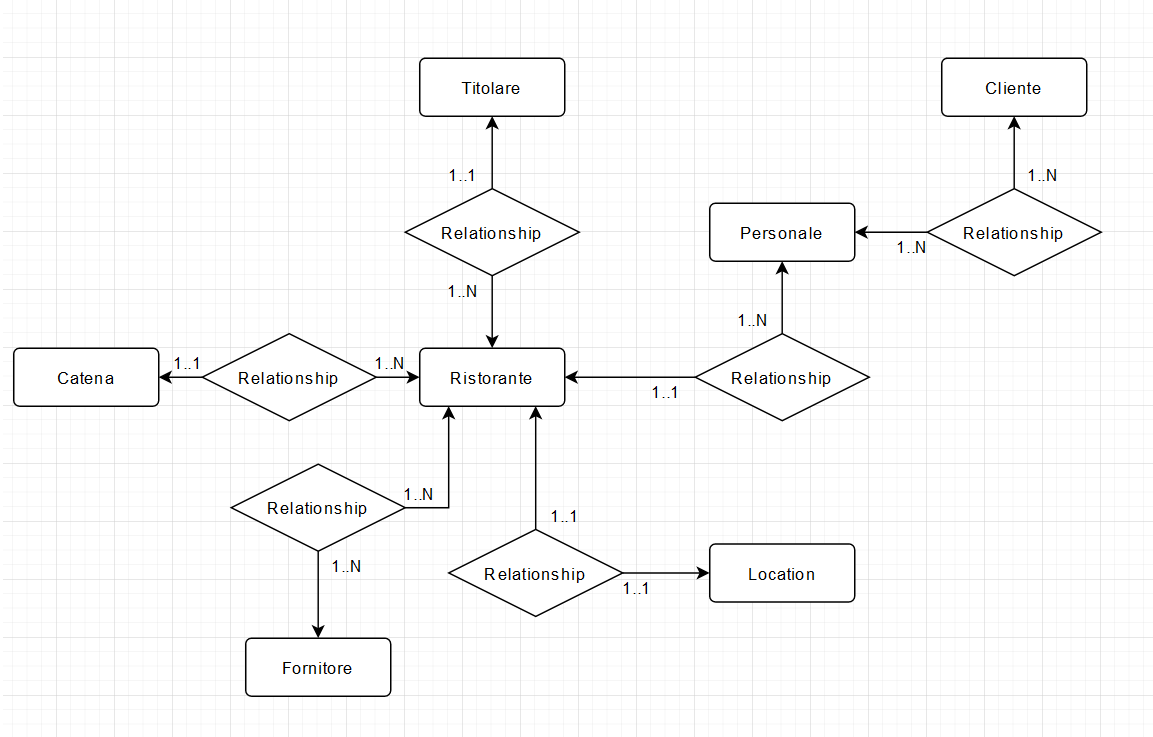 Titolare
Cliente
1..1
1..N
Relationship
Personale
Relationship
1..N
1..N
1..N
Catena
1..1
Relationship
1..N
Ristorante
1..1
Relationship
Relationship
1..N
1..N
1..1
Relationship
1..1
Location
Fornitore